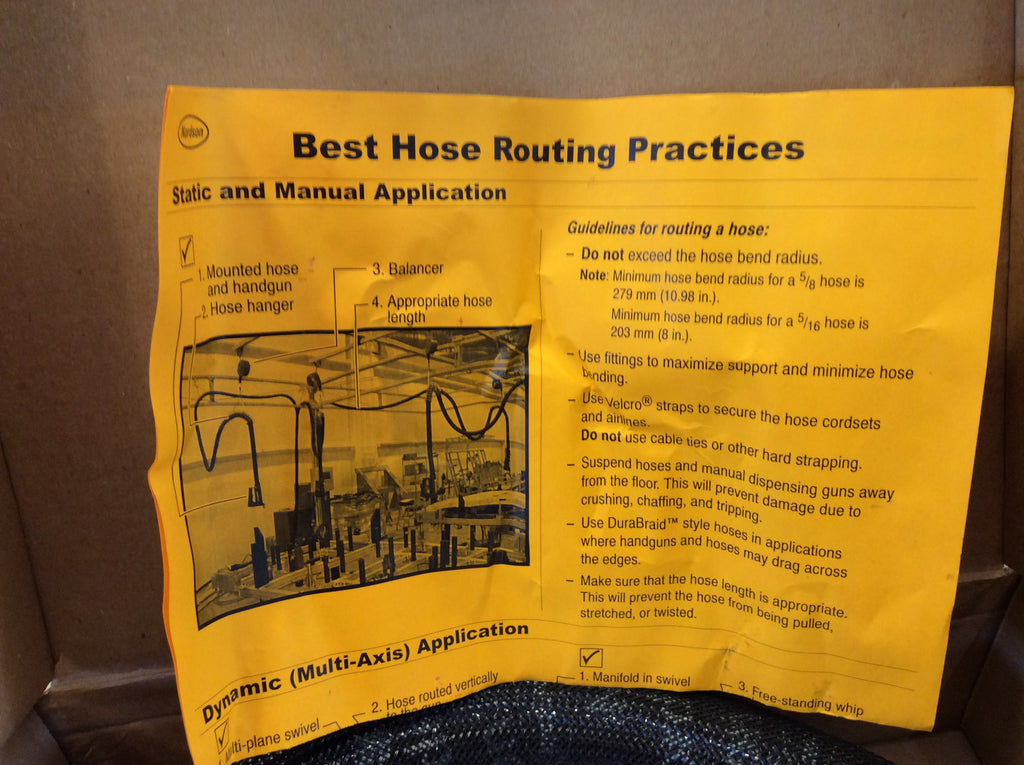 Nordson
Best Hose Routing Practices
Static and Manual Application
1. Mounted hose
and handgun
2. Hose hanger
3. Balancer
4. Appropriate hose
length
Guidelines for routing a hose:
– Do not exceed the hose bend radius.
Note: Minimum hose bend radius for a 5/8 hose is
279 mm (10.98 in.).
Minimum hose bend radius for a 5/16 hose is
203 mm (8 in.).
– Use fittings to maximize support and minimize hose
bending.
– Use Velcro® straps to secure the hose cordsets
and airlines.
Do not use cable ties or other hard strapping.
– Suspend hoses and manual dispensing guns away
from the floor. This will prevent damage due to
crushing, chaffing, and tripping.
– Use DuraBraid™ style hoses in applications
where handguns and hoses may drag across
the edges.
– Make sure that the hose length is appropriate.
This will prevent the hose from being pulled,
stretched, or twisted.
Dynamic (Multi-Axis) Application
Multi-plane swivel
2. Hose routed vertically
to the gun
1. Manifold in swivel
3. Free-standing whip